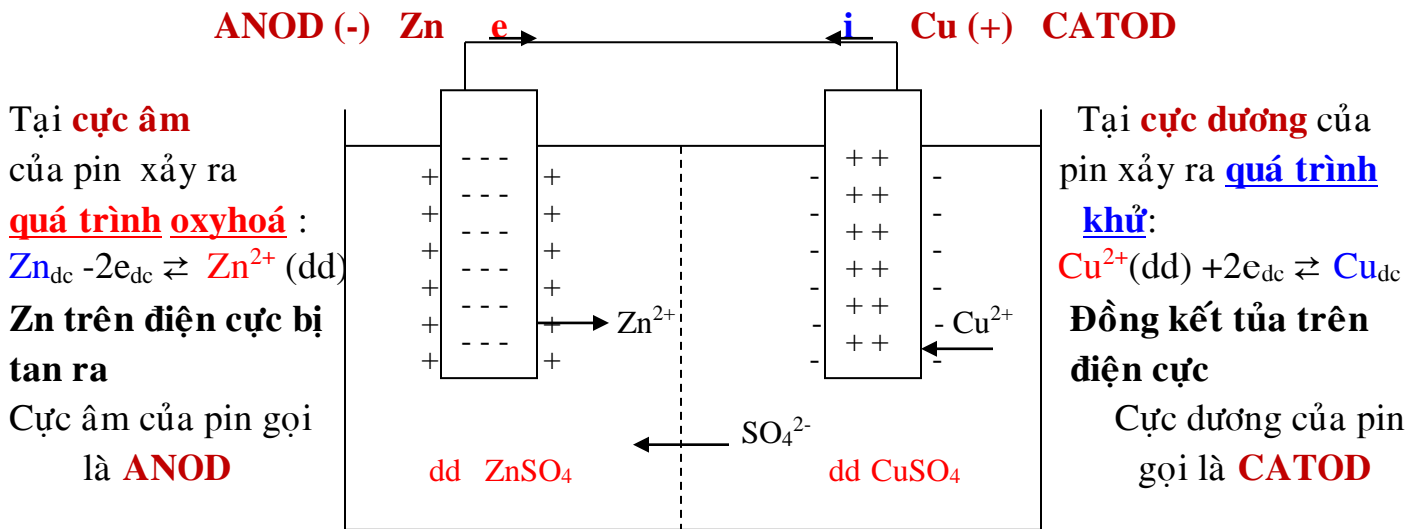 ANOD (-) Zn e i Cu (+) CATOD
Tại cực âm
của pin xảy ra
quá trình oxyhoá :
Zndc -2edc ⇄ Zn2+ (dd)
Zn trên điện cực bị
tan ra
Cực âm của pin gọi
là ANOD
- - -
- - -
- - -
- - -
- - -
- - -
+ +
+ +
+ +
+ +
+ +
+ +
Zn2+
SO42-
dd ZnSO4
+ +
+ +
+ +
+ +
+ +
+ +
- -
- -
- -
- -
- -
- -
Cu2+
dd CuSO4
Tại cực dương của
pin xảy ra quá trình
khử:
Cu2+(dd) +2edc ⇄ Cudc
Đồng kết tủa trên
điện cực
Cực dương của pin
gọi là CATOD